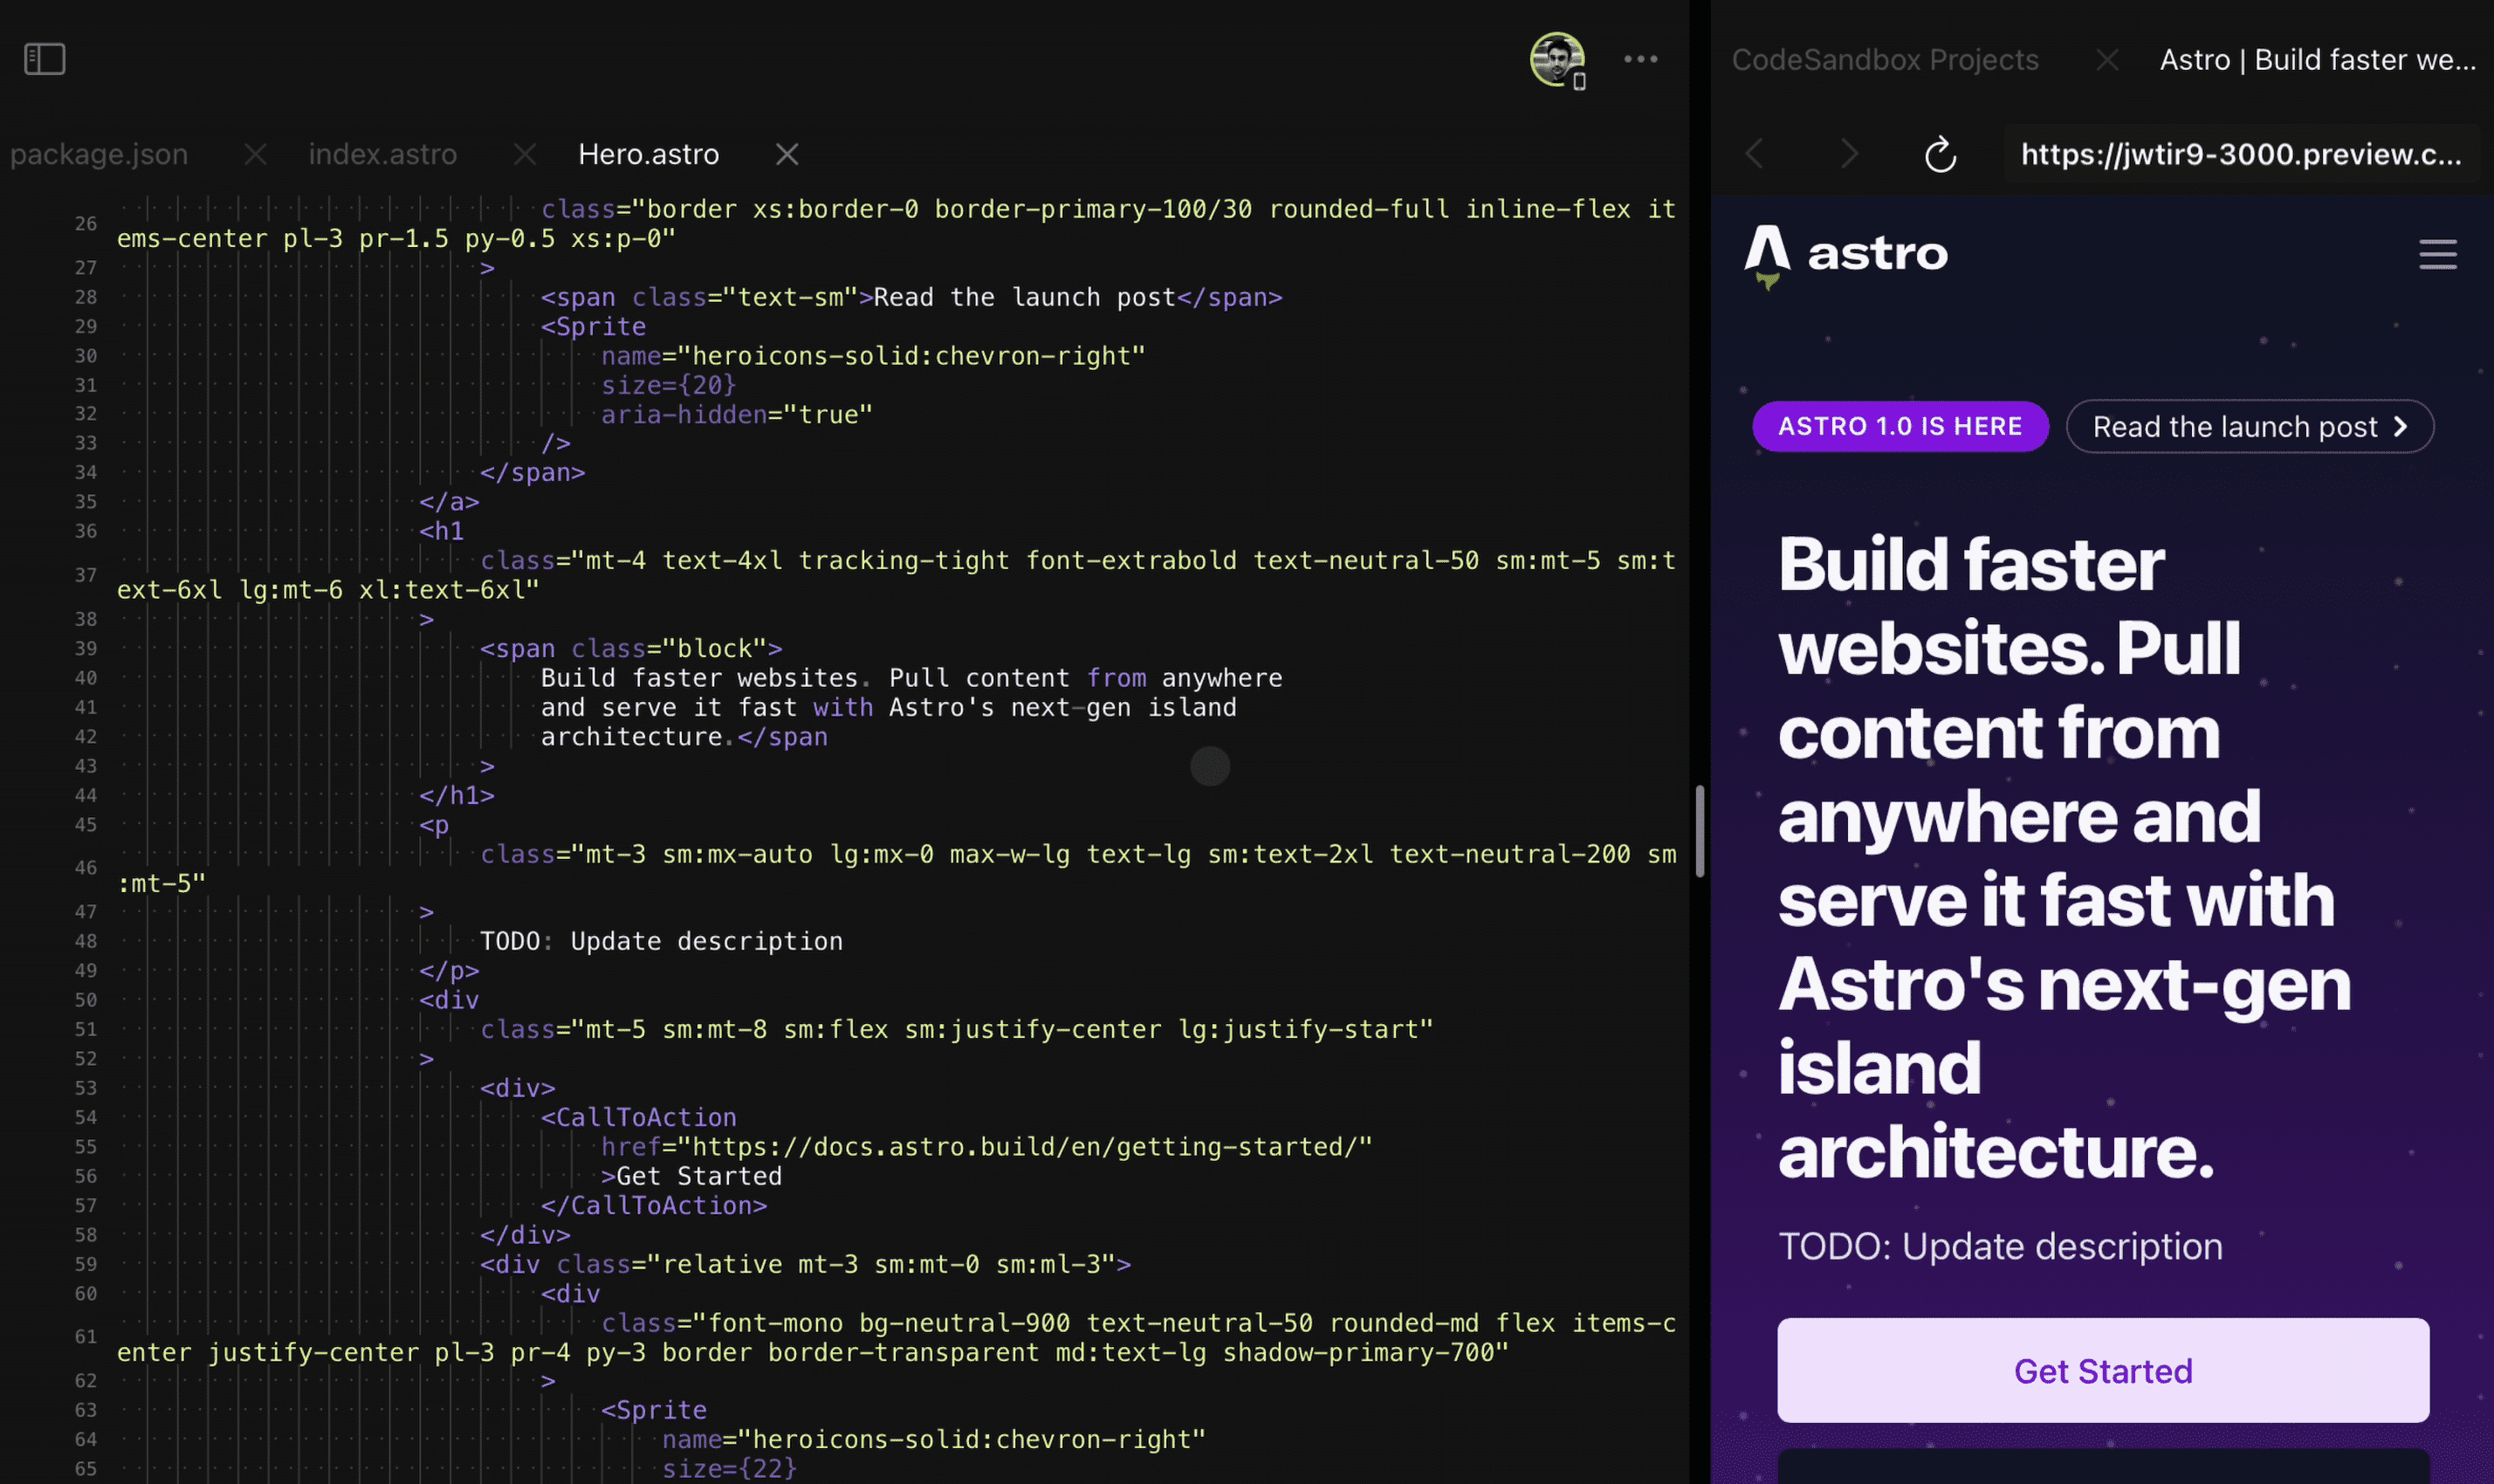 CodeSandbox Projects
Astro | Build faster we...
package.json
index.astro
Hero.astro
https://jwtir9-3000.preview.c...
26 class="border xs:border-0 border-primary-100/30 rounded-full inline-flex it
ems-center pl-3 pr-1.5 py-0.5 xs:p-0"
27 >
28 <span class="text-sm">Read the launch post</span>
29 <Sprite
30 name="heroicons-solid:chevron-right"
31 size={20}
32 aria-hidden="true"
33 />
34 </span>
35 </a>
36 <h1
37 class="mt-4 text-4xl tracking-tight font-extrabold text-neutral-50 sm:mt-5 sm:t
ext-6xl lg:mt-6 xl:text-6xl"
38 >
39 <span class="block">
40 Build faster websites. Pull content from anywhere
41 and serve it fast with Astro's next-gen island
42 architecture.</span
43 >
44 </h1>
45 <p
46 class="mt-3 sm:mx-auto lg:mx-0 max-w-lg text-lg sm:text-2xl text-neutral-200 sm
:mt-5"
47 >
48 TODO: Update description
49 </p>
50 <div
51 class="mt-5 sm:mt-8 sm:flex sm:justify-center lg:justify-start"
52 >
53 <div>
54 <CallToAction
55 href="https://docs.astro.build/en/getting-started/"
56 >Get Started
57 </CallToAction>
58 </div>
59 <div class="relative mt-3 sm:mt-0 sm:ml-3">
60 <div
61 class="font-mono bg-neutral-900 text-neutral-50 rounded-md flex items-c
enter justify-center pl-3 pr-4 py-3 border border-transparent md:text-lg shadow-primary-700"
62 >
63 <Sprite
64 name="heroicons-solid:chevron-right"
65 size={22}
astro
ASTRO 1.0 IS HERE
Read the launch post
Build faster
websites. Pull
content from
anywhere and
serve it fast with
Astro's next-gen
island
architecture.
TODO: Update description
Get Started